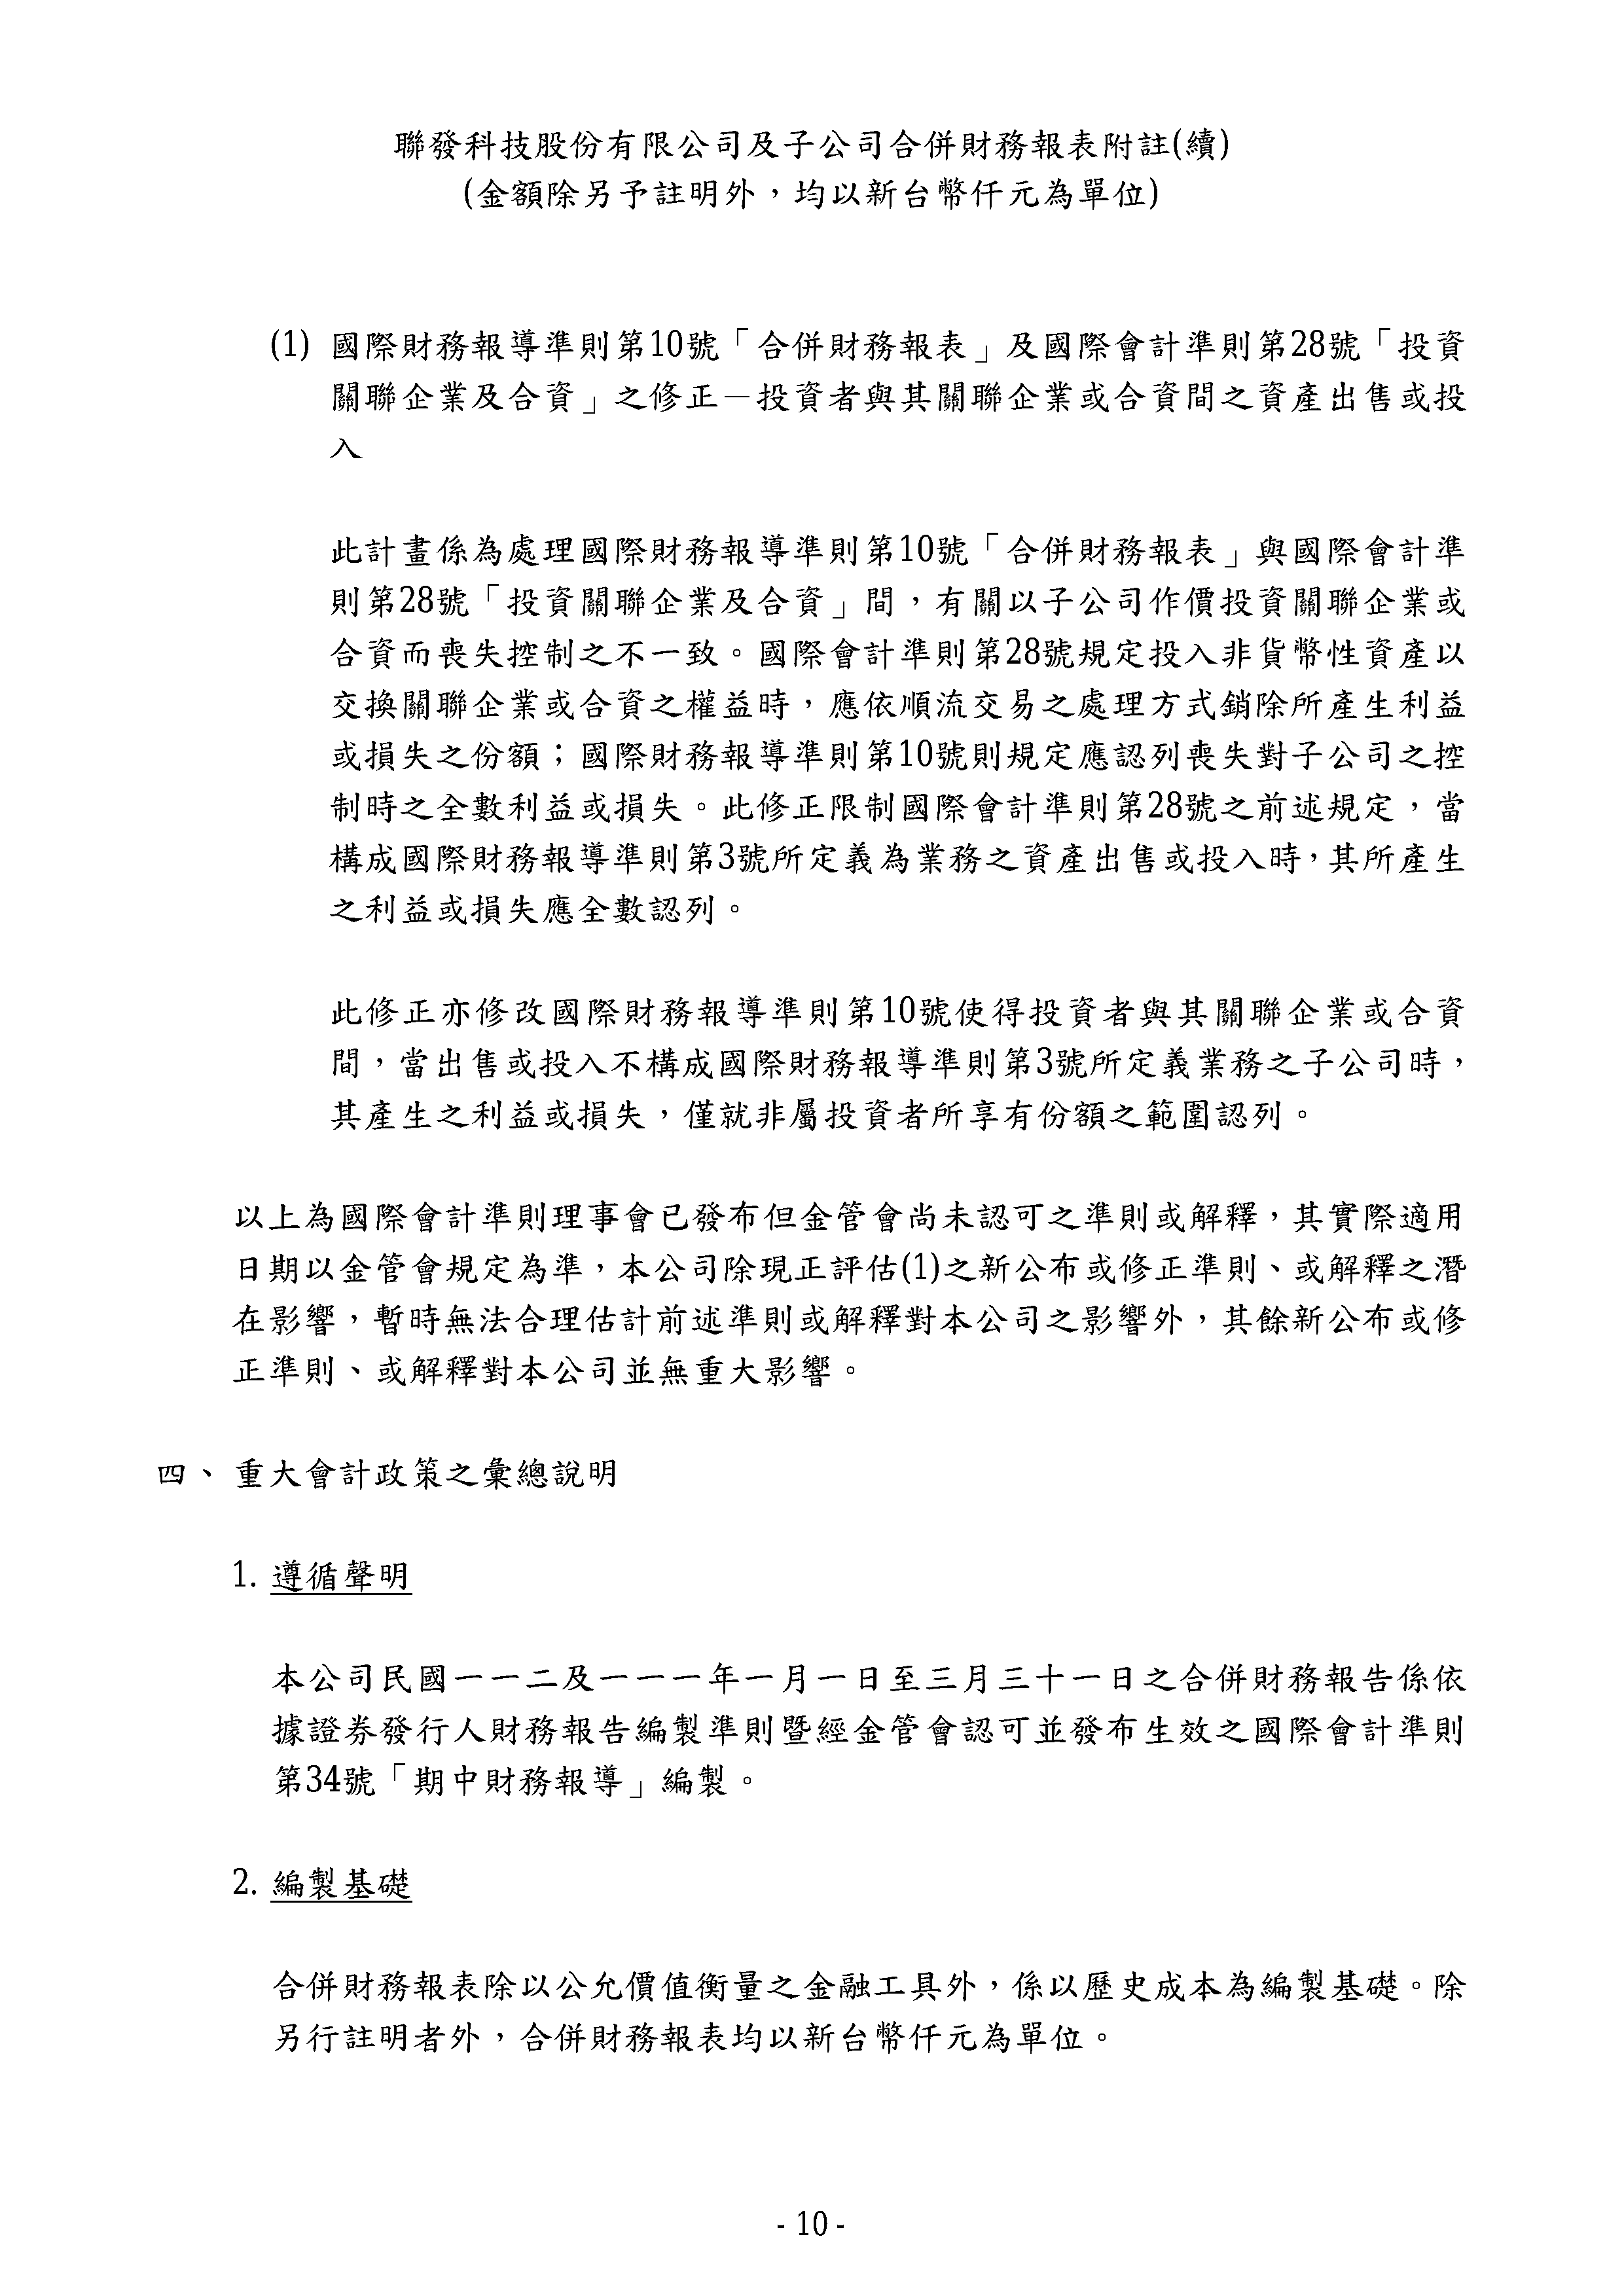 聯發科技股份有限公司及子公司合併財務報表附註(續)
(金額除另予註明外，均以新台幣仟元為單位)
(1) 國際財務報導準則第10號「合併財務報表」及國際會計準則第28號「投資
關聯企業及合資」之修正－投資者與其關聯企業或合資間之資產出售或投
入
此計畫係為處理國際財務報導準則第10號「合併財務報表」與國際會計準
則第28號「投資關聯企業及合資」間，有關以子公司作價投資關聯企業或
合資而喪失控制之不一致。國際會計準則第28號規定投入非貨幣性資產以
交換關聯企業或合資之權益時，應依順流交易之處理方式銷除所產生利益
或損失之份額；國際財務報導準則第10號則規定應認列喪失對子公司之控
制時之全數利益或損失。此修正限制國際會計準則第28號之前述規定，當
構成國際財務報導準則第3號所定義為業務之資產出售或投入時，其所產生
之利益或損失應全數認列。
此修正亦修改國際財務報導準則第10號使得投資者與其關聯企業或合資
間，當出售或投入不構成國際財務報導準則第3號所定義業務之子公司時，
其產生之利益或損失，僅就非屬投資者所享有份額之範圍認列。
以上為國際會計準則理事會已發布但金管會尚未認可之準則或解釋，其實際適用
日期以金管會規定為準，本公司除現正評估(1)之新公布或修正準則、或解釋之潛
在影響，暫時無法合理估計前述準則或解釋對本公司之影響外，其餘新公布或修
正準則、或解釋對本公司並無重大影響。
四、重大會計政策之彙總說明
1. 遵循聲明
本公司民國一一二及一一一年一月一日至三月三十一日之合併財務報告係依
據證券發行人財務報告編製準則暨經金管會認可並發布生效之國際會計準則
第34號「期中財務報導」編製。
2. 編製基礎
合併財務報表除以公允價值衡量之金融工具外，係以歷史成本為編製基礎。除
另行註明者外，合併財務報表均以新台幣仟元為單位。
- 10 -